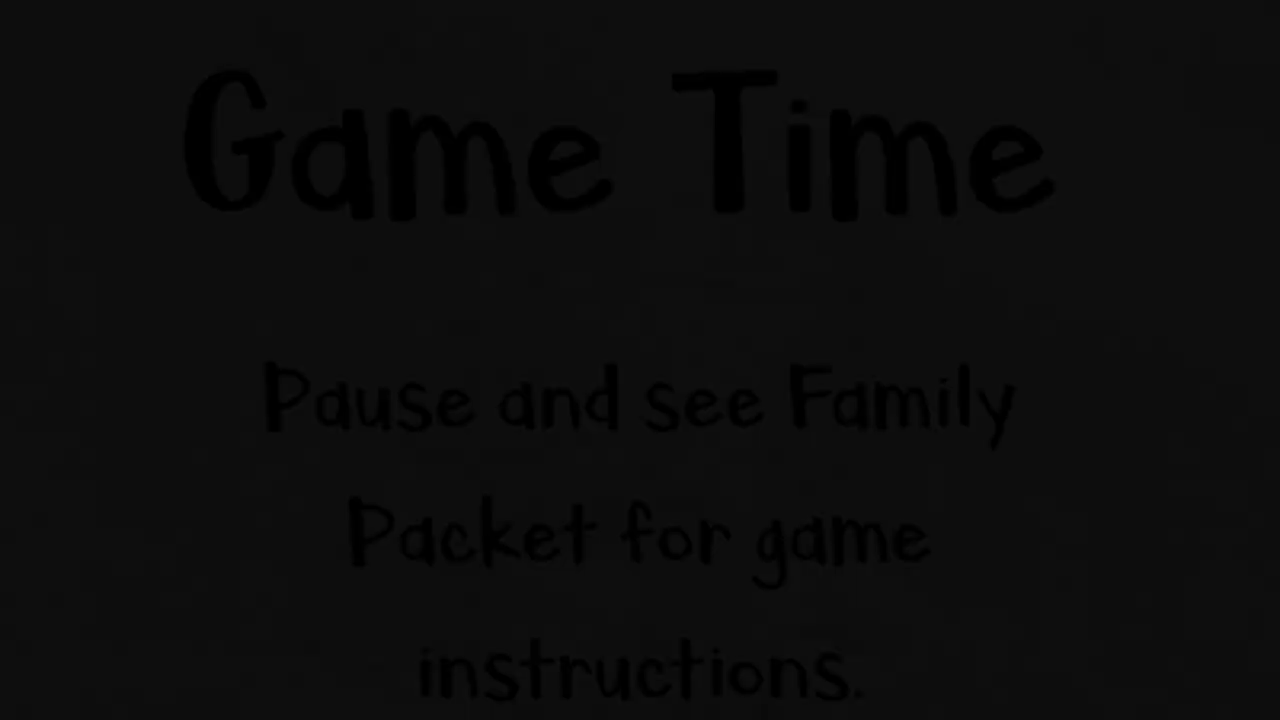 Game Time
Pause and see Family
Packet for game
instructions.